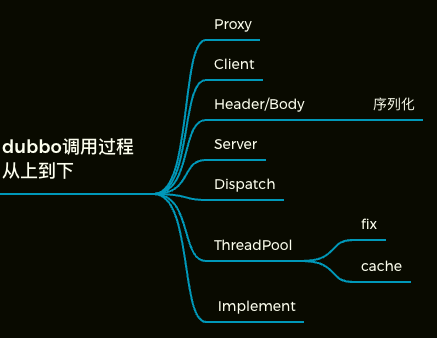 Proxy
Client
Header/Body 序列化
dubbo调用过程
从上到下
Server
Dispatch
ThreadPool
fix
cache
Implement